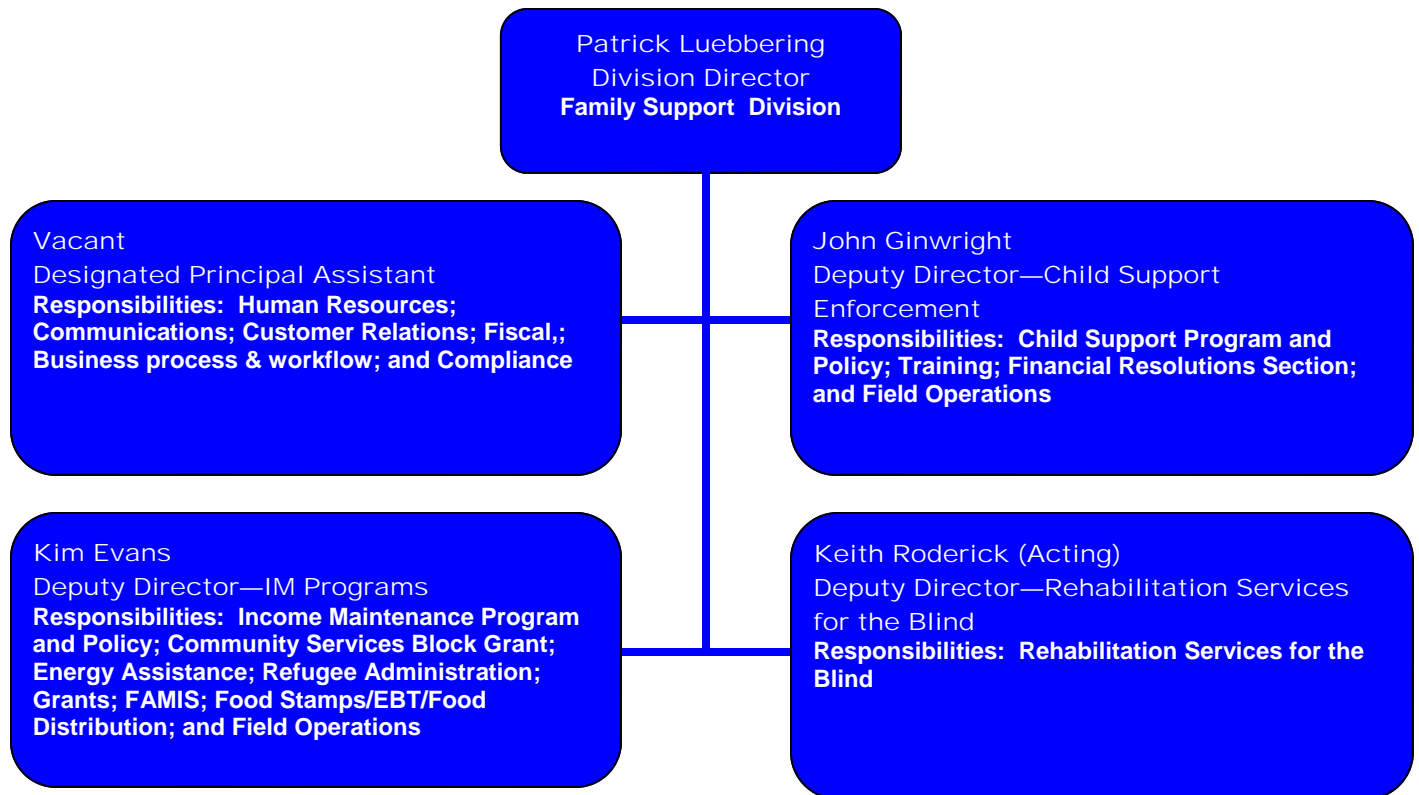 Patrick Luebbering
Division Director
Family Support  Division
Vacant
Designated Principal Assistant
Responsibilities:  Human Resources;
Communications; Customer Relations; Fiscal,;
Business process & workflow; and Compliance
John Ginwright
Deputy Director—Child Support
Enforcement
Responsibilities:  Child Support Program and
Policy; Training; Financial Resolutions Section;
and Field Operations
Kim Evans
Deputy Director—IM Programs
Responsibilities:  Income Maintenance Program
and Policy; Community Services Block Grant;
Energy Assistance; Refugee Administration;
Grants; FAMIS; Food Stamps/EBT/Food
Distribution; and Field Operations
Keith Roderick (Acting)
Deputy Director—Rehabilitation Services
for the Blind
Responsibilities:  Rehabilitation Services for the
Blind